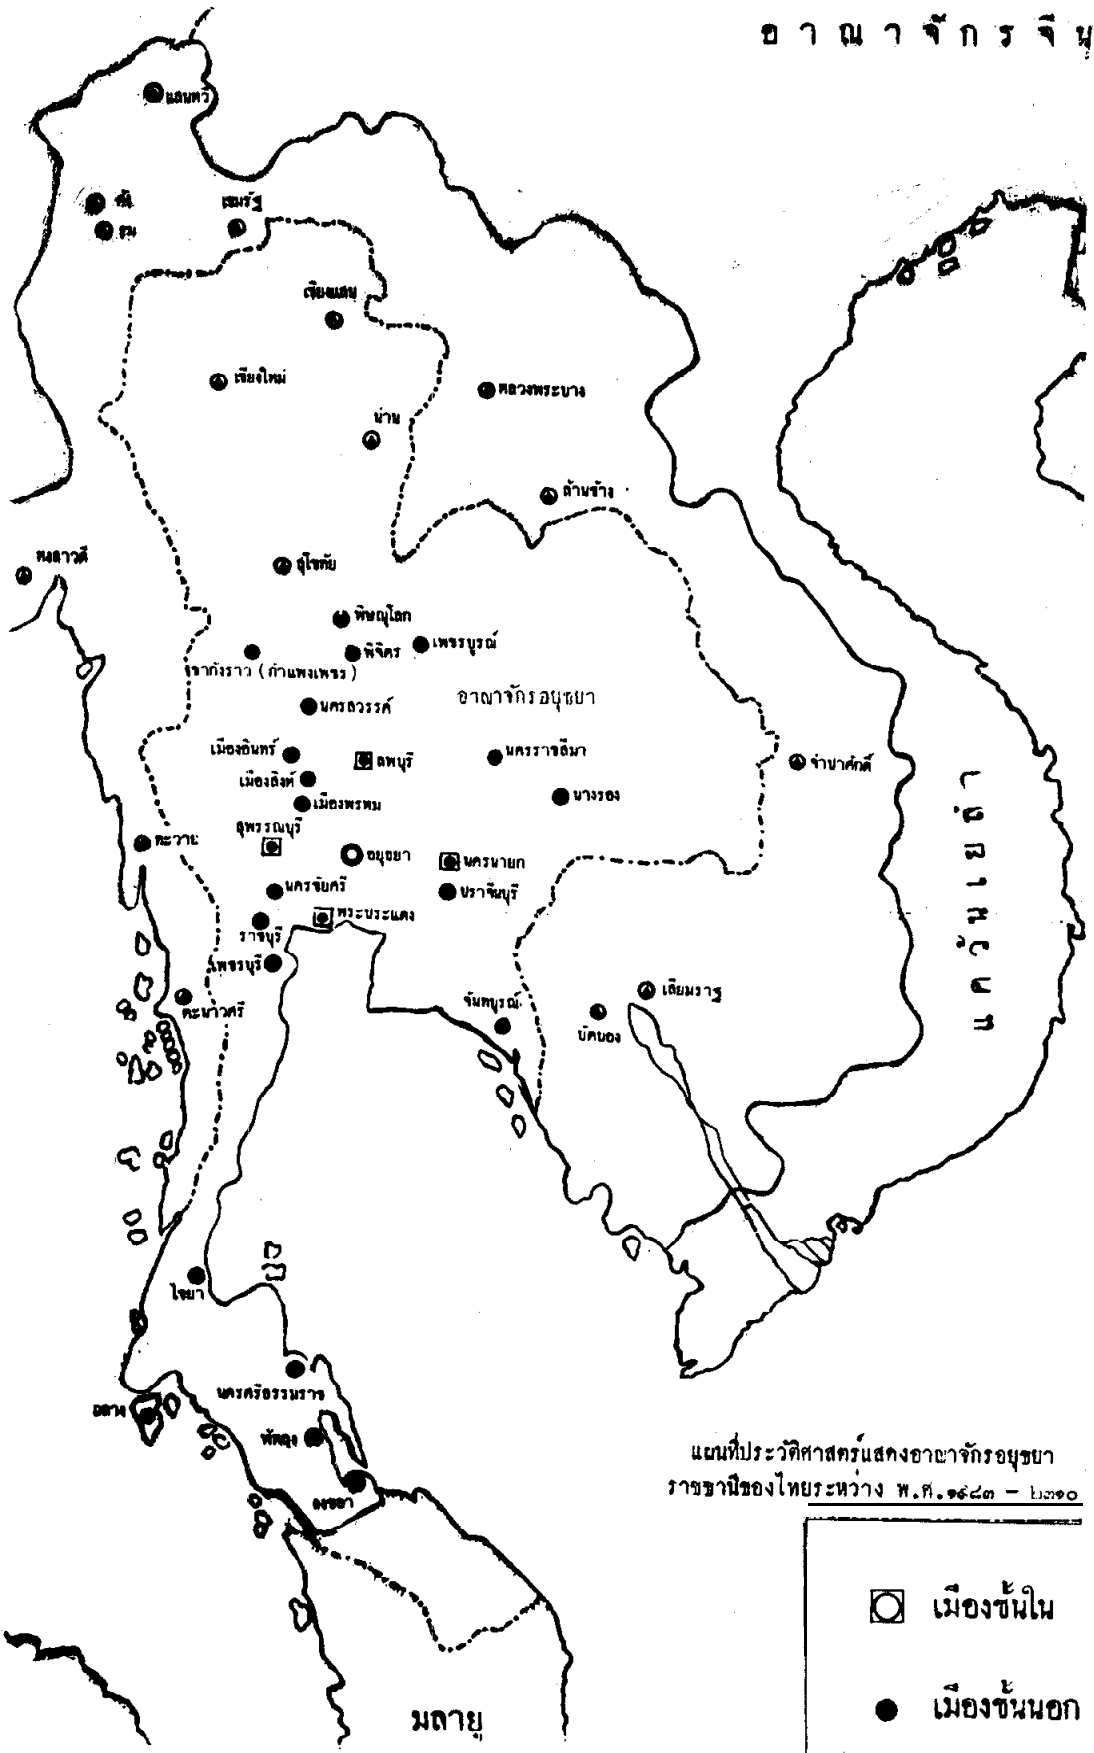 อาณาจักรจีน
แสนหวี
เขมรัฐ
เชียงแสน
เชียงใหม่
หลวงพระบาง
น่าน
ล้านช้าง
หงสาวดี
สุโขทัย
พิษณุโลก
เพชรบูรณ์
พิจิตร
ชากังราว (กำแพงเพชร)
อาณาจักรอยุธยา
นครสวรรค์
เมืองอินทร์
ลพบุรี
นครราชสีมา
จำปาศักดิ์
เมืองสิงห์
นางรอง
เมืองพรหม
สุพรรณบุรี
ตะวาย
อยุธยา
นครนายก
นครชัยศรี
ปราจีนบุรี
พระประแดง
ราชบุรี
เพชรบุรี
แคว้นเยสลำ
ตะนาวศรี
จันทบูรณ์
เสียมราฐ
ไชยา
นครศรีธรรมราช
ถลาง
พัทลุง
สงขลา
แผนที่ประวัติศาสตร์แสดงอาณาจักรอยุธยา
ราชธานีของไทยระหว่าง พ.ศ.๑๙๘๓ - ๒๓๑๐
เมืองชั้นใน
เมืองชั้นนอก
มลายู